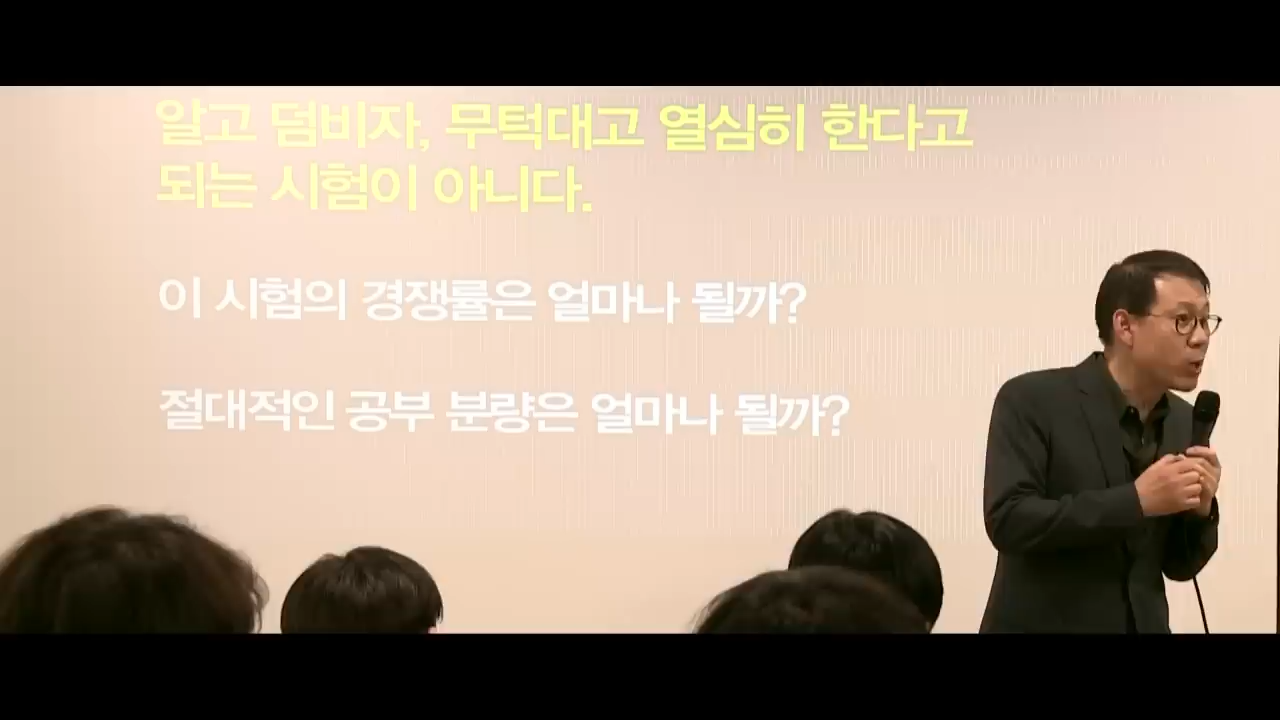 알고 덤비자, 무턱대고 열심히 한다고
되는 시험이 아니다.
이 시험의 경쟁률은 얼마나 될까?
절대적인 공부 분량은 얼마나 될까?